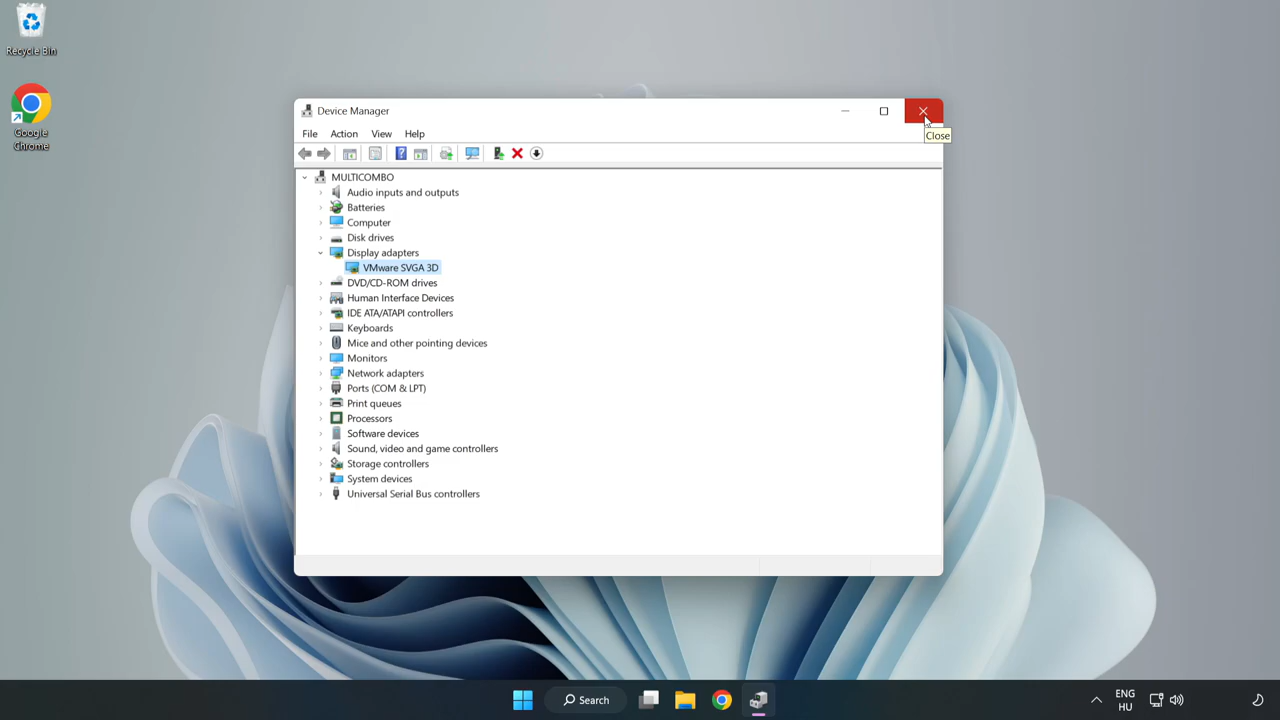 Recycle Bin
Google
Chrome
Device Manager
Close
File Action View Help
MULTICOMBO
Audio inputs and outputs
Batteries
Computer
Disk drives
Display adapters
VMware SVGA 3D
DVD/CD-ROM drives
Human Interface Devices
IDE ATA/ATAPI controllers
Keyboards
Mice and other pointing devices
Monitors
Network adapters
Ports (COM & LPT)
Print queues
Processors
Software devices
Sound, video and game controllers
Storage controllers
System devices
Universal Serial Bus controllers
Search
ENG
HU